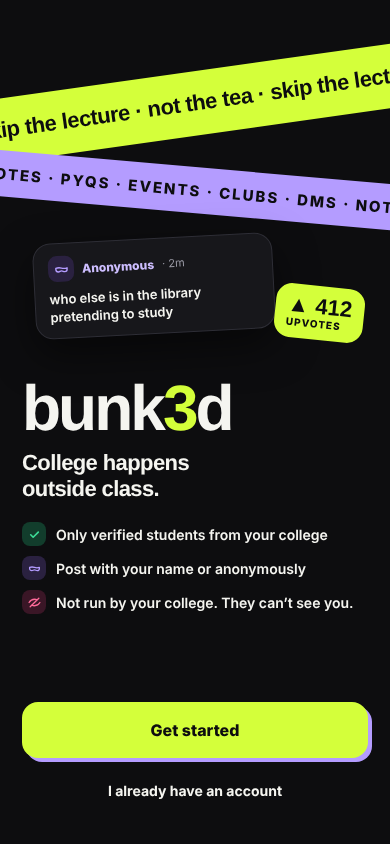 ip the lecture · not the tea · skip the lect
OTES · PYQS · EVENTS · CLUBS · DMS · NOT
Anonymous · 2m
who else is in the library
pretending to study
▲ 412
UPVOTES
bunk3d
College happens
outside class.
Only verified students from your college
Post with your name or anonymously
Not run by your college. They can’t see you.
Get started
I already have an account